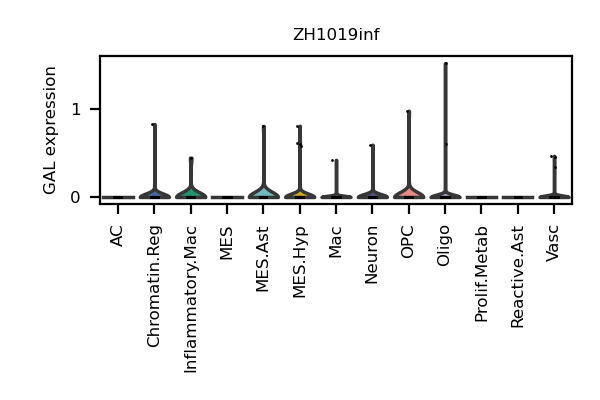 ZH1019inf
GAL expression
1
0
AC
Chromatin.Reg
Inflammatory.Mac
MES
MES.Ast
MES.Hyp
Mac
Neuron
OPC
Oligo
Prolif.Metab
Reactive.Ast
Vasc